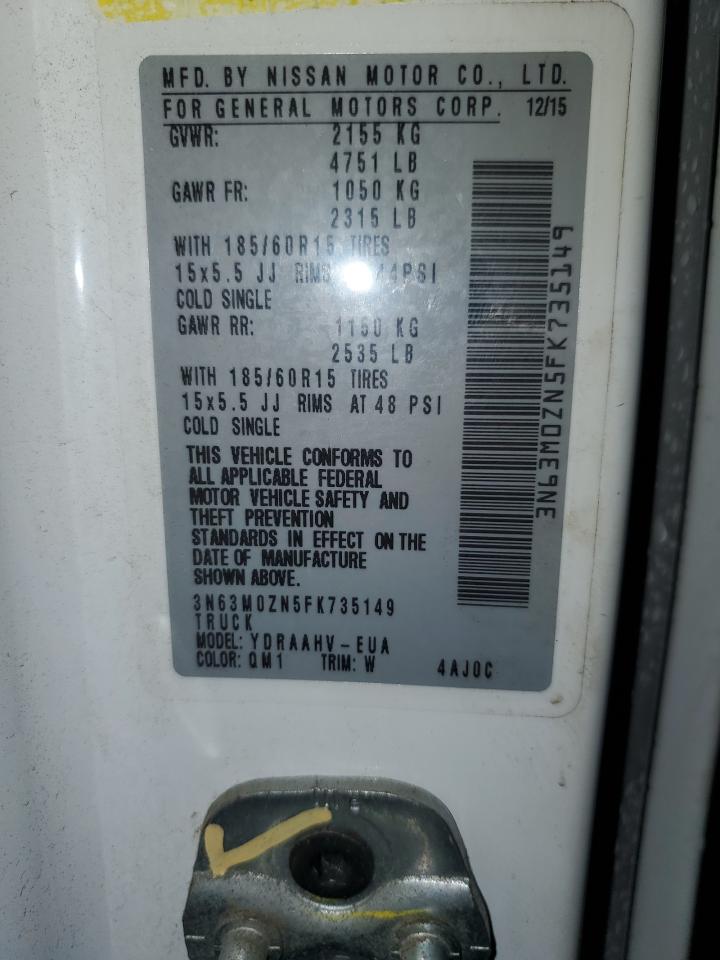 MFD. BY NISSAN MOTOR CO., LTD.
FOR GENERAL MOTORS CORP. 12/15
GVWR: 2155 KG
4751 LB
GAWR FR: 1050 KG
2315 LB
WITH 185/60R15 TIRES
15x5.5 JJ RIMS 44PSI
COLD SINGLE
GAWR RR: 1150 KG
2535 LB
WITH 185/60R15 TIRES
15x5.5 JJ RIMS AT 48 PSI
COLD SINGLE
THIS VEHICLE CONFORMS TO
ALL APPLICABLE FEDERAL
MOTOR VEHICLE SAFETY AND
THEFT PREVENTION
STANDARDS IN EFFECT ON THE
DATE OF MANUFACTURE
SHOWN ABOVE.
3N63M0ZN5FK735149
TRUCK
MODEL: YDRAAHV-EUA
COLOR: QM1 TRIM: W 4AJ0C
3N63M0ZN5FK735149